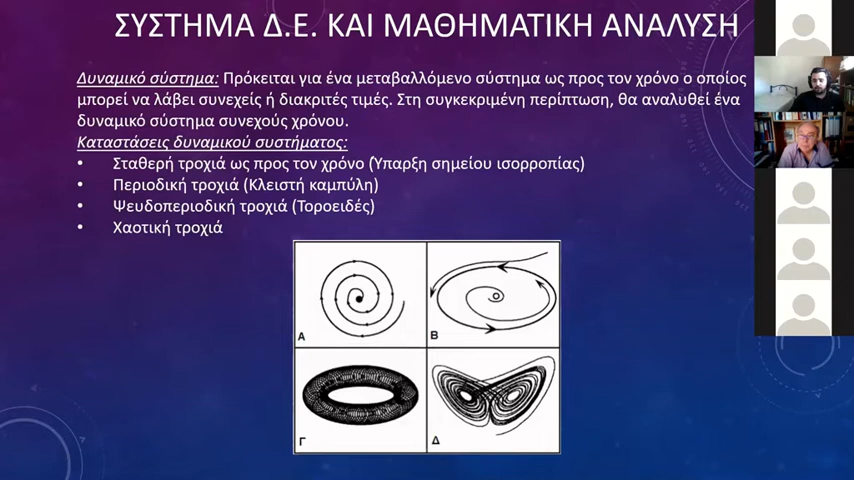 ΣΥΣΤΗΜΑ Δ.Ε. ΚΑΙ ΜΑΘΗΜΑΤΙΚΗ ΑΝΑΛΥΣΗ
Δυναμικό σύστημα: Πρόκειται για ένα μεταβαλλόμενο σύστημα ως προς τον χρόνο ο οποίος
μπορεί να λάβει συνεχείς ή διακριτές τιμές. Στη συγκεκριμένη περίπτωση, θα αναλυθεί ένα
δυναμικό σύστημα συνεχούς χρόνου.
Καταστάσεις δυναμικού συστήματος:
• Σταθερή τροχιά ως προς τον χρόνο (Ύπαρξη σημείου ισορροπίας)
• Περιοδική τροχιά (Κλειστή καμπύλη)
• Ψευδοπεριοδική τροχιά (Τοροειδές)
• Χαοτική τροχιά
Α
Β
Γ
Δ